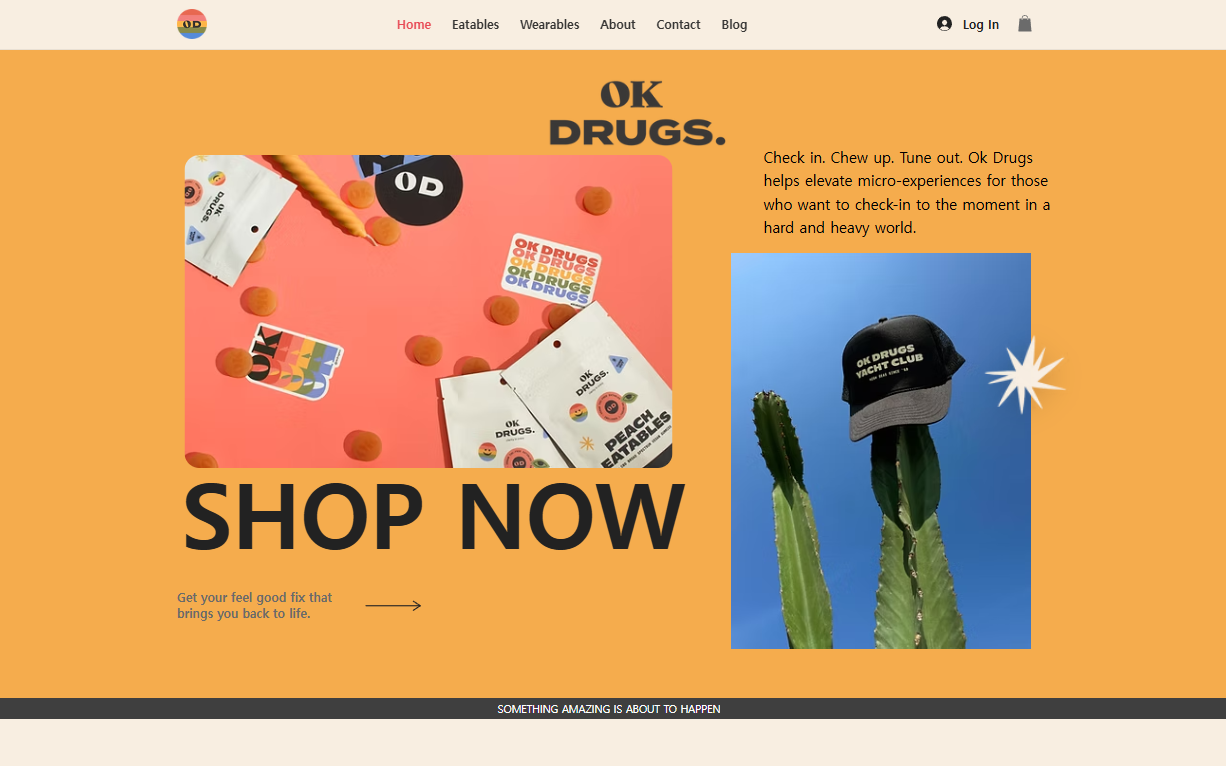 OD
Home Eatables Wearables About Contact Blog
Log In
OK
DRUGS.
Check in. Chew up. Tune out. Ok Drugs
helps elevate micro-experiences for those
who want to check-in to the moment in a
hard and heavy world.
OK
DRUGS.
OD
OK DRUGS
OK DRUGS
OK DRUGS
OK DRUGS
OK DRUGS
OK
OK
DRUGS.
OK
DRUGS.
OD
PEACH
EATABLES
OK DRUGS
YACHT CLUB
SHOP NOW
Get your feel good fix that
brings you back to life.
SOMETHING AMAZING IS ABOUT TO HAPPEN